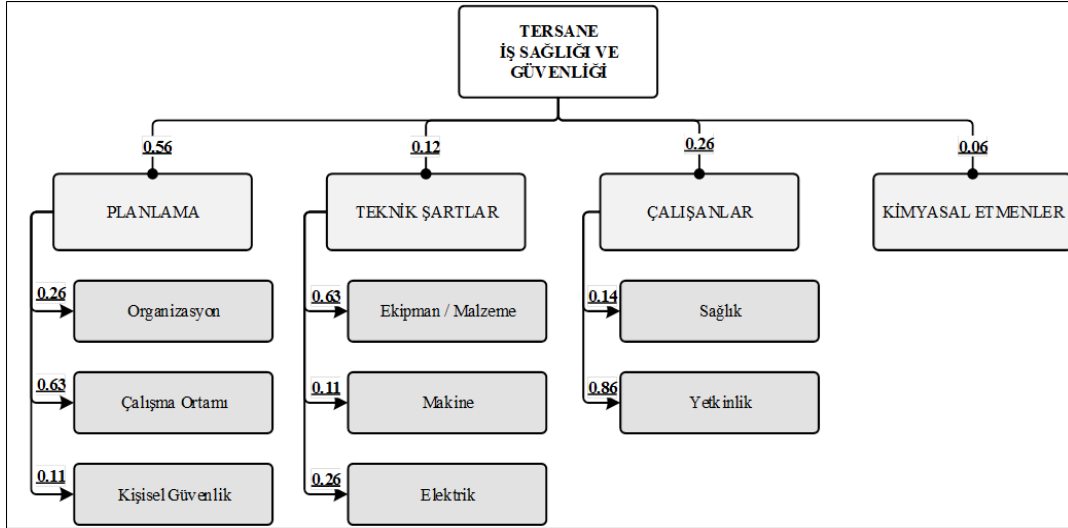 TERSANE
İŞ SAĞLIĞI VE
GÜVENLİĞİ
0.56
0.12
0.26
0.06
PLANLAMA
TEKNİK ŞARTLAR
ÇALIŞANLAR
KİMYASAL ETMENLER
0.26
Organizasyon
0.63
Ekipman / Malzeme
0.14
Sağlık
0.63
Çalışma Ortamı
0.11
Makine
0.86
Yetkinlik
0.11
Kişisel Güvenlik
0.26
Elektrik